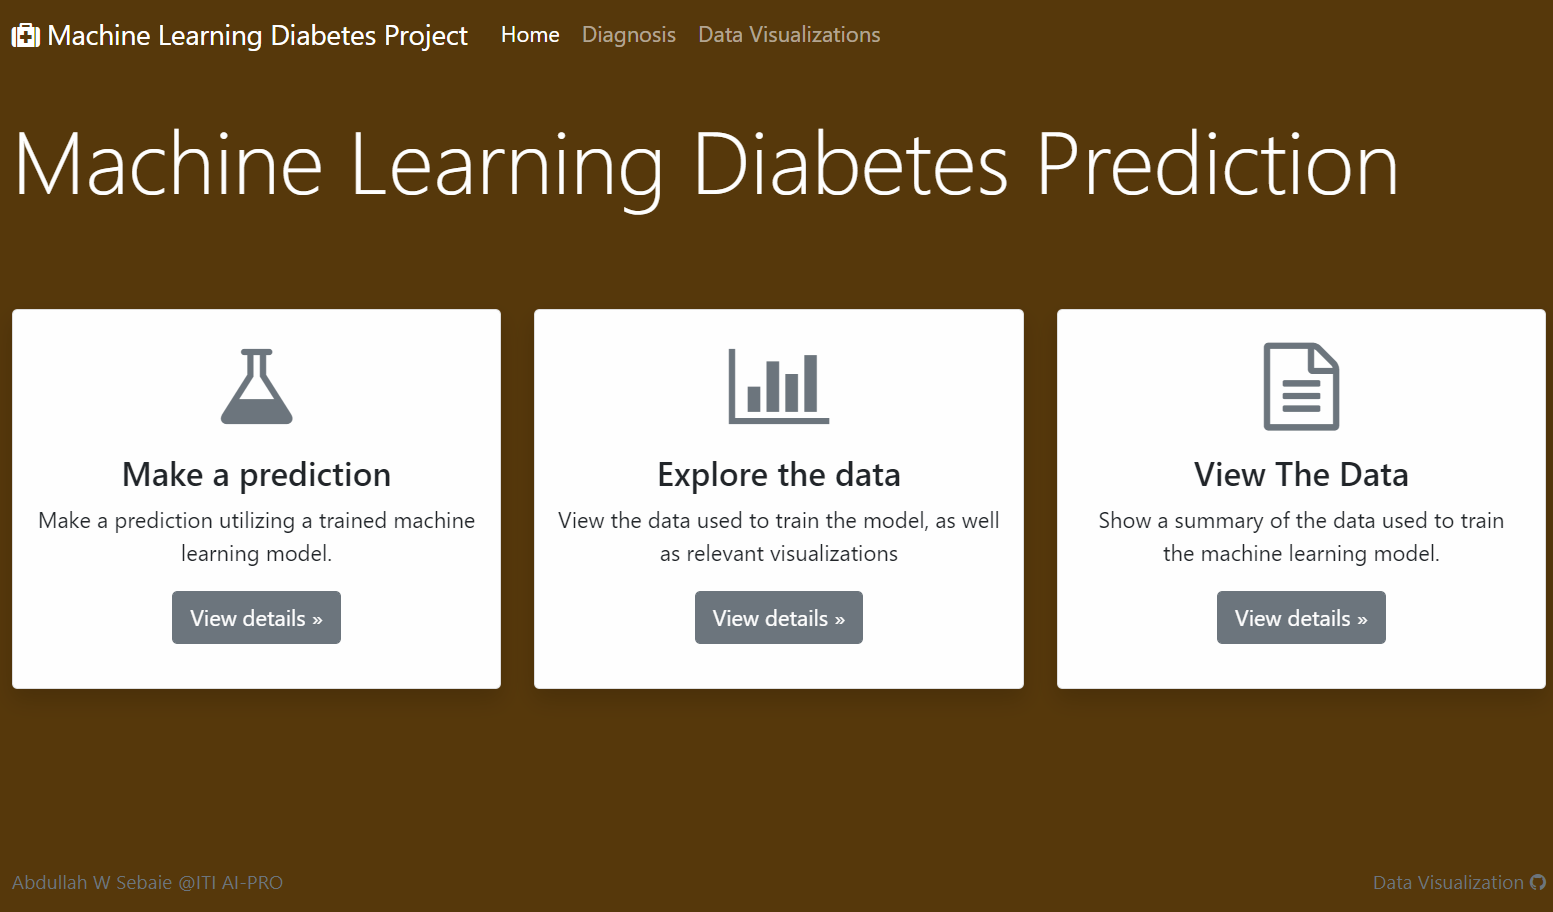 Machine Learning Diabetes Project Home Diagnosis Data Visualizations
Machine Learning Diabetes Prediction
Make a prediction
Make a prediction utilizing a trained machine
learning model.
View details »
Explore the data
View the data used to train the model, as well
as relevant visualizations
View details »
View The Data
Show a summary of the data used to train
the machine learning model.
View details »
Abdullah W Sebaie @ITI AI-PRO
Data Visualization